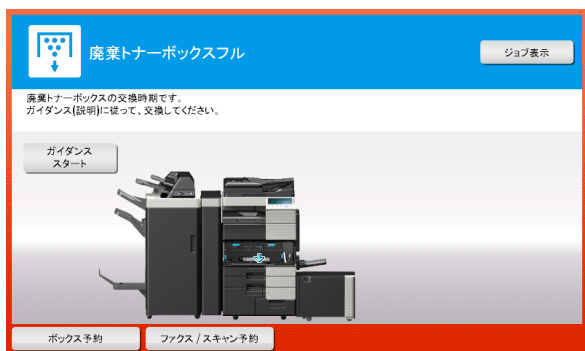 廃棄トナーボックスフル
ジョブ表示
廃棄トナーボックスの交換時期です。
ガイダンス(説明)に従って、交換してください。
ガイダンス
スタート
ボックス予約
ファクス / スキャン予約